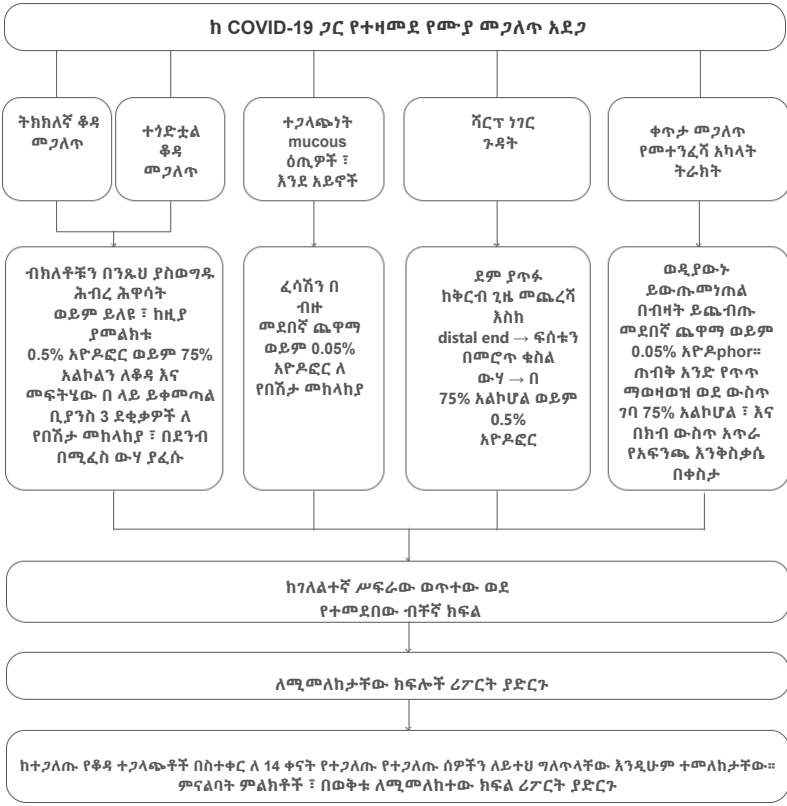 ከ COVID-19 ጋር የተዛመደ የሙያ መጋለጥ አደጋ
ትክክለኛ ቆዳ
መጋለጥ
ተጎድቷል
ቆዳ
መጋለጥ
ተጋላጭነት
mucous
ዕጢዎች ፣
እንደ አይኖች
ሻርፕ ነገር
ጉዳት
ቀጥታ መጋለጥ
የመተንፈሻ አካላት
ትራክት
ብክለቶቹን በንጹህ ያስወግዱ
ሕብረ ሕዋሳት
ወይም ይለዩ ፣ ከዚያ
ያመልክቱ
0.5% አዮዶፎር ወይም 75%
አልኮልን ለቆዳ እና
መፍትሄው በ ላይ ይቀመጣል
ቢያንስ 3 ደቂቃዎች ለ
የበሽታ መከላከያ ፣ በደንብ
በሚፈስ ውሃ ያፈሱ
ፈሳሽን በ
ብዙ
መደበኛ ጨዋማ
ወይም 0.05%
አዮዶፎር ለ
የበሽታ መከላከያ
ደም ያጥፉ
ከቅርብ ጊዜ መጨረሻ
እስከ
distal end → ፍሰቱን
በመሮጥ ቁስል
ውሃ → በ
75% አልኮሆል ወይም
0.5%
አዮዶፎር
ወዲያውኑ
ይውጡመነጠል
በብዛት ይጨብጡ
መደበኛ ጨዋማ ወይም
0.05% አዮዶphor።
ጠብቅ አንድ የጥጥ
ማወዛወዝ ወደ ውስጥ
ገባ 75% አልኮሆል ፣ እና
በክብ ውስጥ አጥራ
የአፍንጫ እንቅስቃሴ
በቀስታ
ከገለልተኛ ሥፍራው ወጥተው ወደ
የተመደበው ብቸኛ ክፍል
ለሚመለከታቸው ክፍሎች ሪፖርት ያድርጉ
ከተጋለጡ የቆዳ ተጋላጭቶች በስተቀር ለ 14 ቀናት የተጋለጡ የተጋለጡ ሰዎችን ለይተህ ግለጥላቸው እንዲሁም ተመለከታቸው።
ምናልባት ምልክቶች ፣ በወቅቱ ለሚመለከተው ክፍል ሪፖርት ያድርጉ